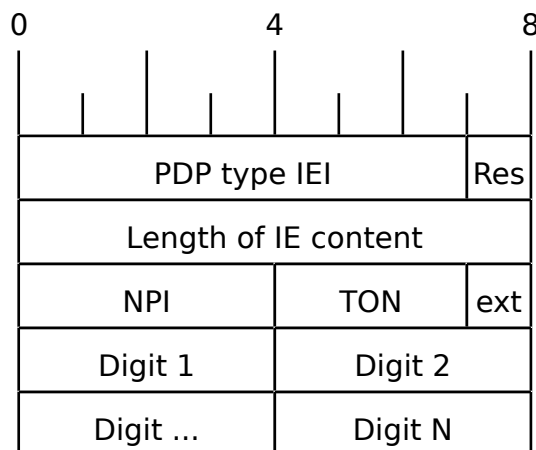 0 4 8
PDP type IEI Res
Length of IE content
NPI TON ext
Digit 1 Digit 2
Digit ... Digit N